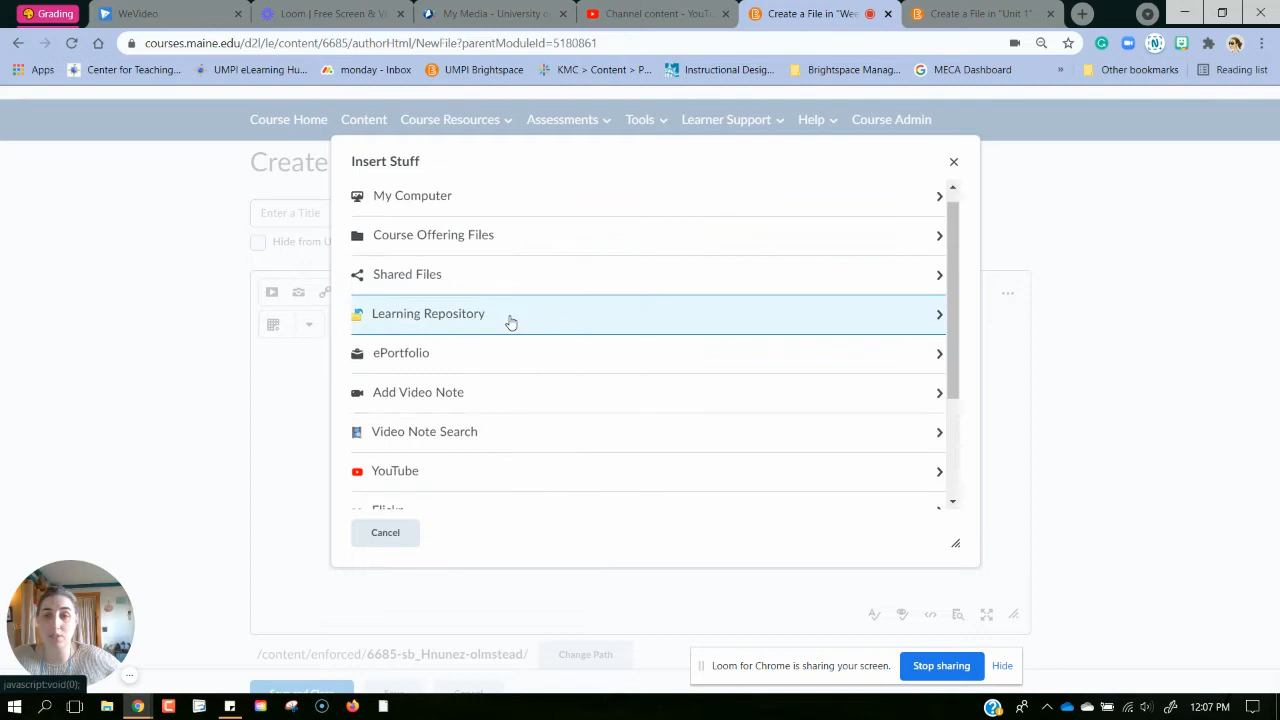 Grading
WeVideo
Loom | Free Screen & Vi
My Media - University o
Channel content - YouT
Create a File in "Wee
Create a File in "Unit 1"
courses.maine.edu/d2l/le/content/6685/authorHtml/NewFile?parentModuleId=5180861
Apps
Center for Teaching...
UMPI eLearning Hu...
monday - Inbox
UMPI Brightspace
KMC > Content > P...
Instructional Desig...
Brightspace Manag...
MECA Dashboard
»
Other bookmarks
Reading list
Course Home
Content
Course Resources
Assessments
Tools
Learner Support
Help
Course Admin
Create
Enter a Title
Hide from U
Insert Stuff
My Computer
Course Offering Files
Shared Files
Learning Repository
ePortfolio
Add Video Note
Video Note Search
YouTube
Flickr
Cancel
/content/enforced/6685-sb_Hnunez-olmstead/
Change Path
Loom for Chrome is sharing your screen.
Stop sharing
Hide
javascript:void(0);
12:07 PM